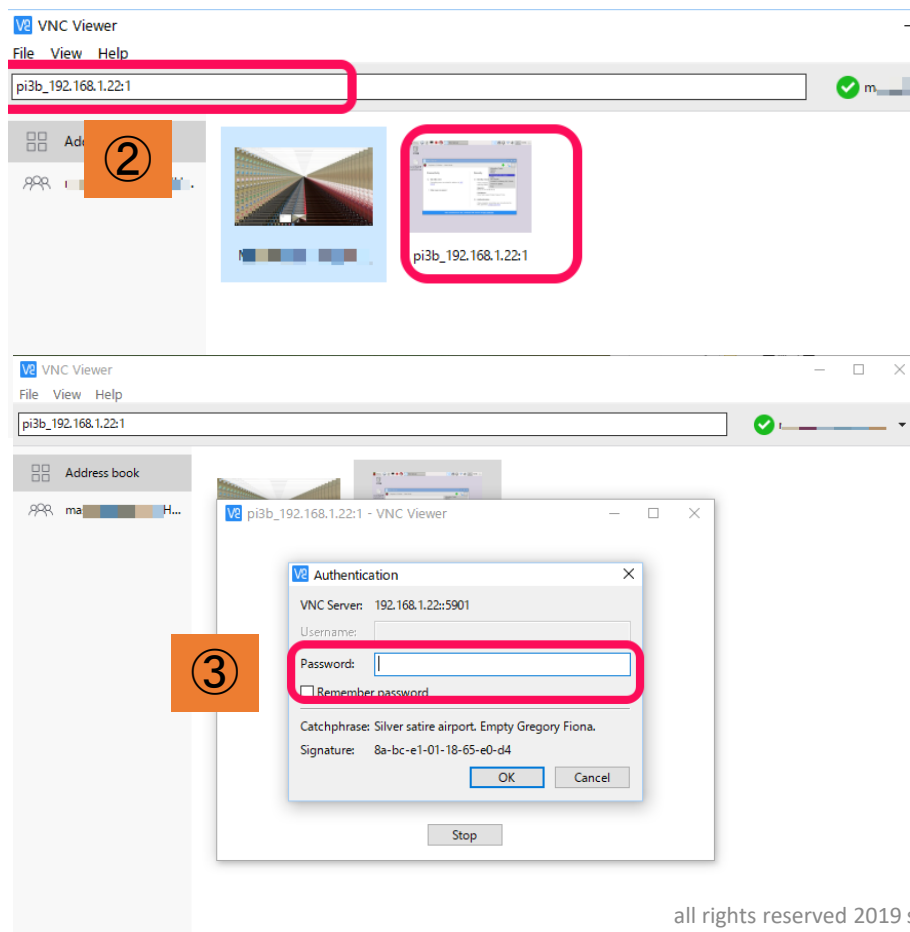 VNC Viewer
File View Help
pi3b_192.168.1.22:1
②
pi3b_192.168.1.22:1
VNC Viewer
File View Help
pi3b_192.168.1.22:1
Address book
pi3b_192.168.1.22:1 - VNC Viewer
Authentication
VNC Server: 192.168.1.22::5901
Username:
③
Password:
Remember password
Catchphrase: Silver satire airport. Empty Gregory Fiona.
Signature: 8a-bc-e1-01-18-65-e0-d4
OK Cancel
Stop
all rights reserved 2019